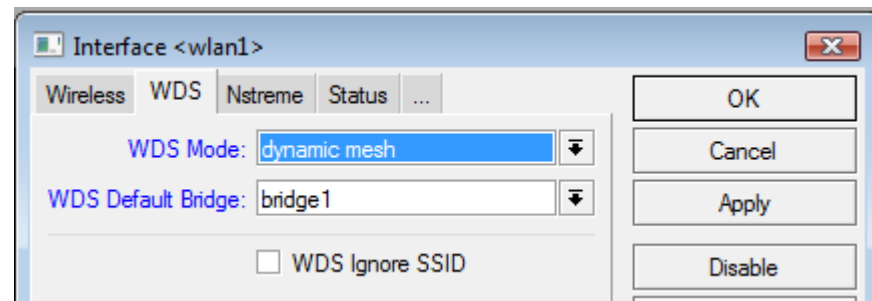 Interface <wlan1>
Wireless WDS Nstreme Status ...
OK
WDS Mode: dynamic mesh
Cancel
WDS Default Bridge: bridge1
Apply
WDS Ignore SSID
Disable